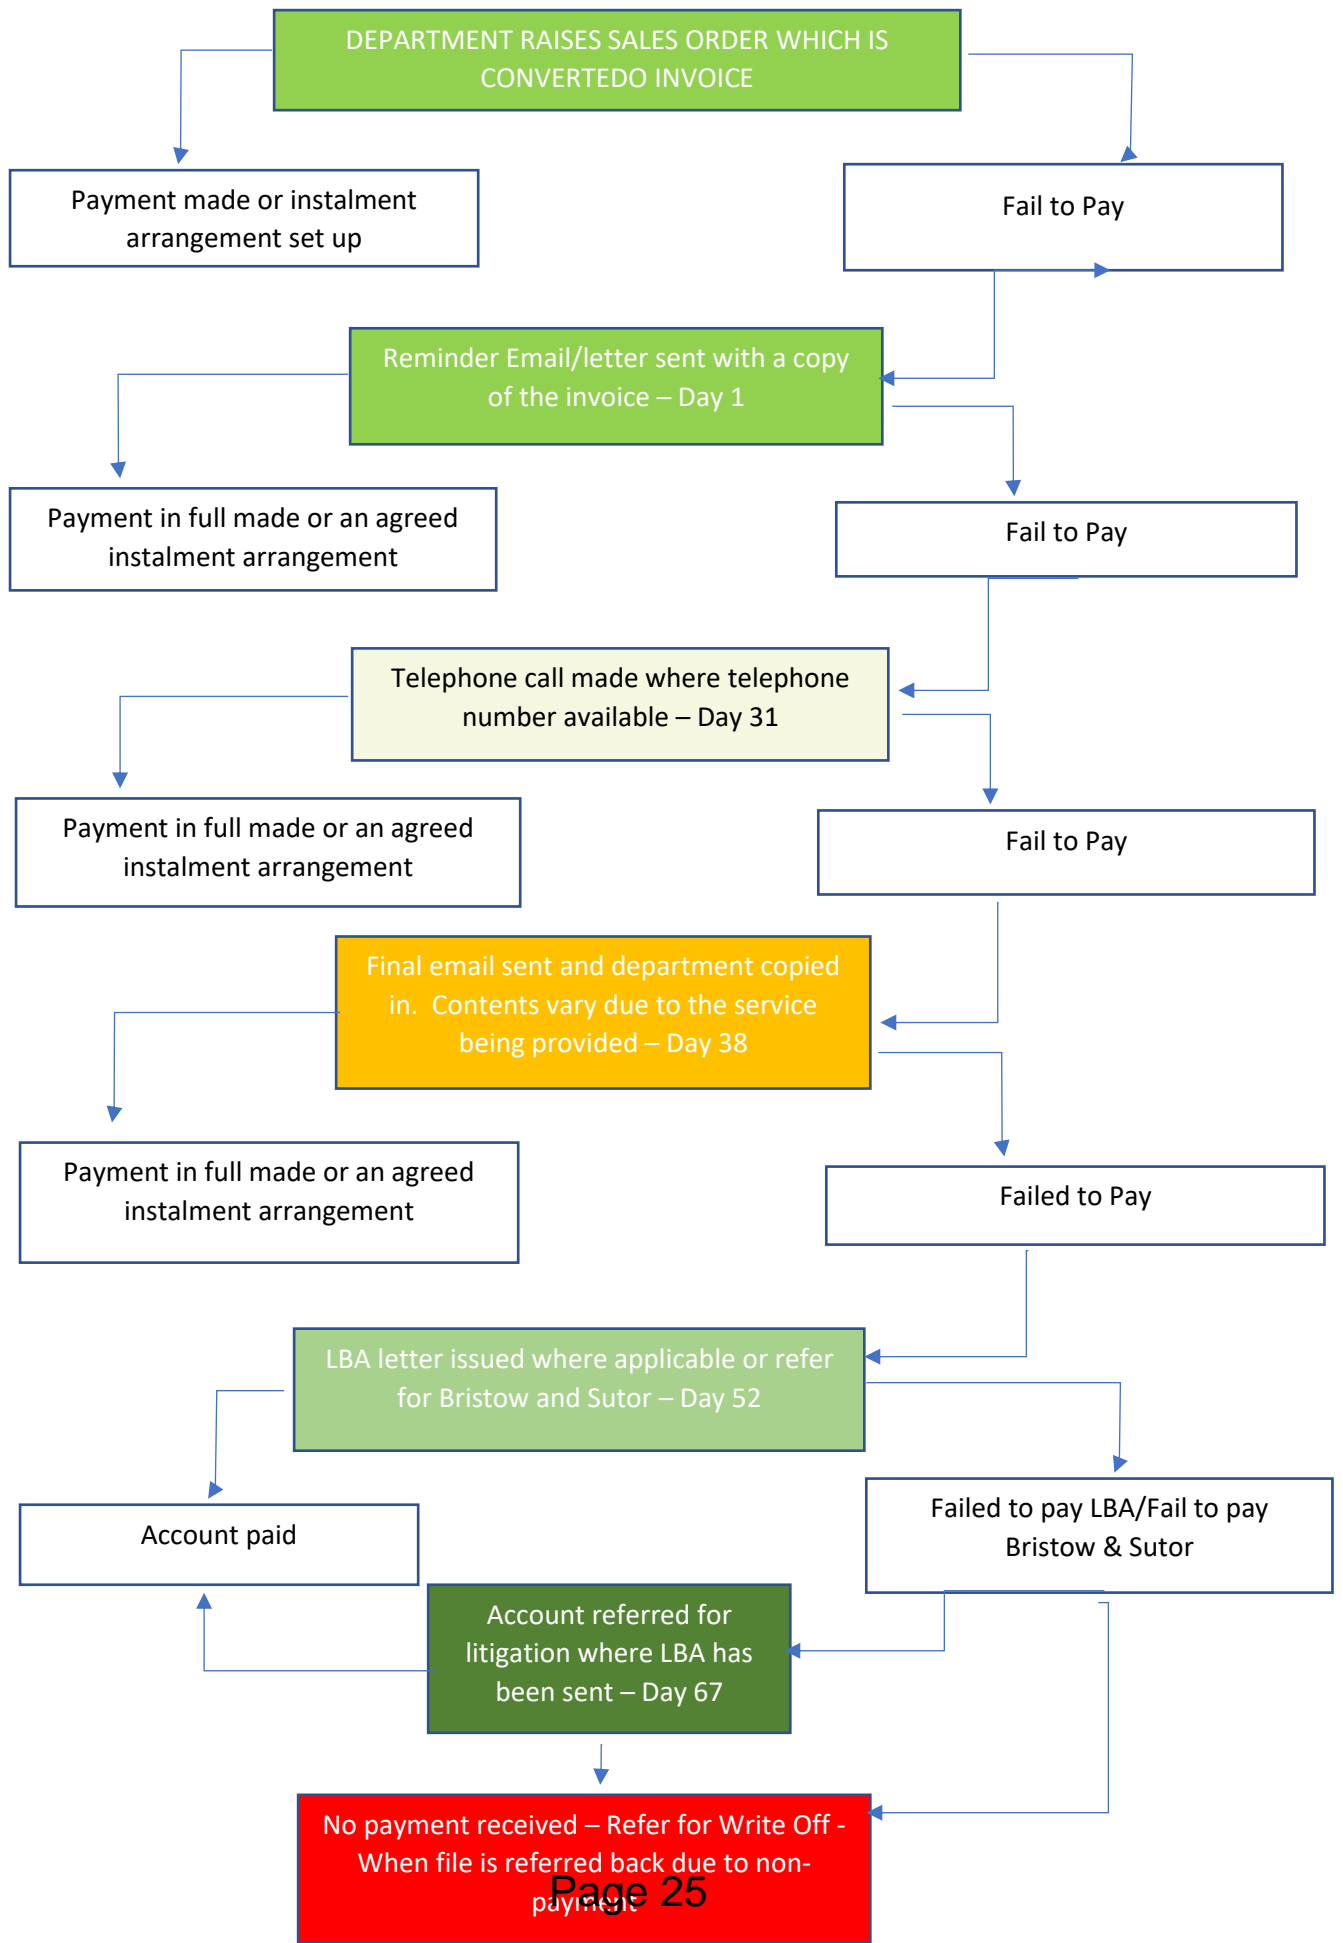 DEPARTMENT RAISES SALES ORDER WHICH IS
CONVERTEDO INVOICE
Payment made or instalment
arrangement set up
Fail to Pay
Reminder Email/letter sent with a copy
of the invoice – Day 1
Payment in full made or an agreed
instalment arrangement
Fail to Pay
Telephone call made where telephone
number available – Day 31
Payment in full made or an agreed
instalment arrangement
Fail to Pay
Final email sent and department copied
in.  Contents vary due to the service
being provided – Day 38
Payment in full made or an agreed
instalment arrangement
Failed to Pay
LBA letter issued where applicable or refer
for Bristow and Sutor – Day 52
Account paid
Failed to pay LBA/Fail to pay
Bristow & Sutor
Account referred for
litigation where LBA has
been sent – Day 67
No payment received – Refer for Write Off -
When file is referred back due to non-
payment
Page 25